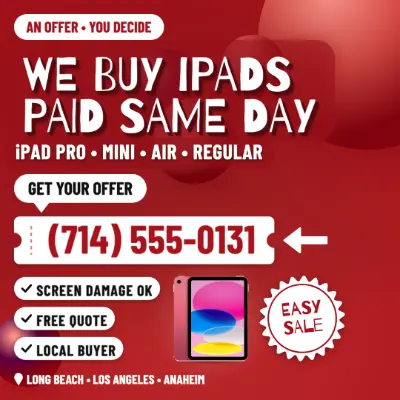 AN OFFER • YOU DECIDE
WE BUY IPADS
PAID SAME DAY
iPAD PRO • MINI • AIR • REGULAR
GET YOUR OFFER
(714) 555-0131
SCREEN DAMAGE OK
FREE QUOTE
LOCAL BUYER
EASY
SALE
LONG BEACH • LOS ANGELES • ANAHEIM